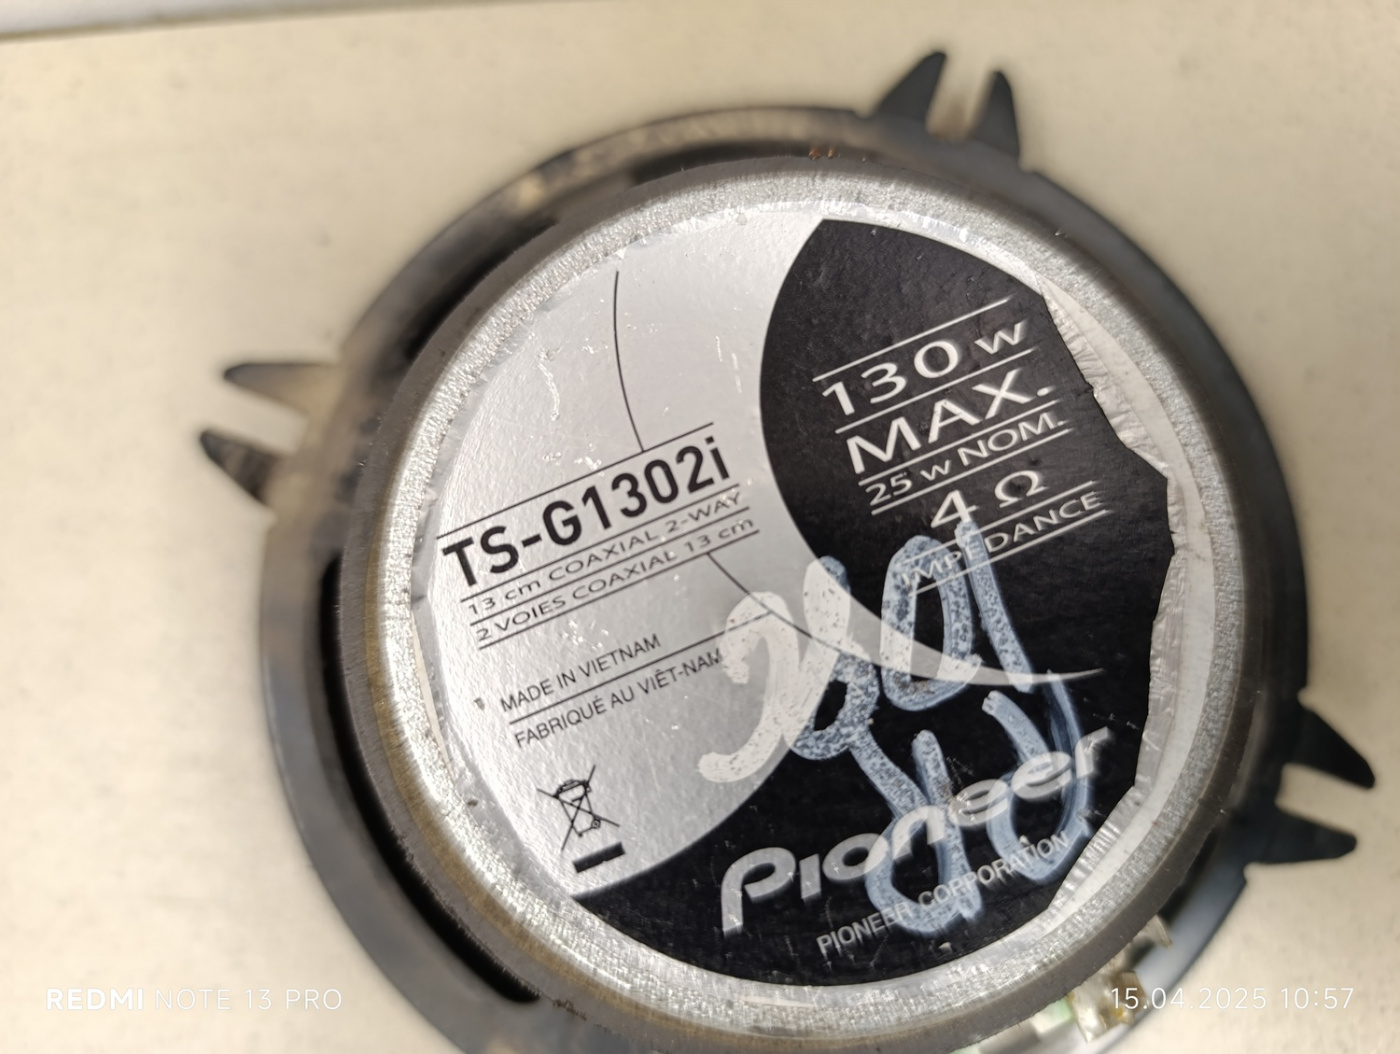 TS-G1302i
13 cm COAXIAL 2-WAY
2 VOIES COAXIAL 13 cm
MADE IN VIETNAM
FABRIQUÉ AU VIÊT-NAM
130 W
MAX.
25 W NOM.
4 Ω
IMPEDANCE
Pioneer
PIONEER CORPORATION
REDMI NOTE 13 PRO
15.04.2025 10:57